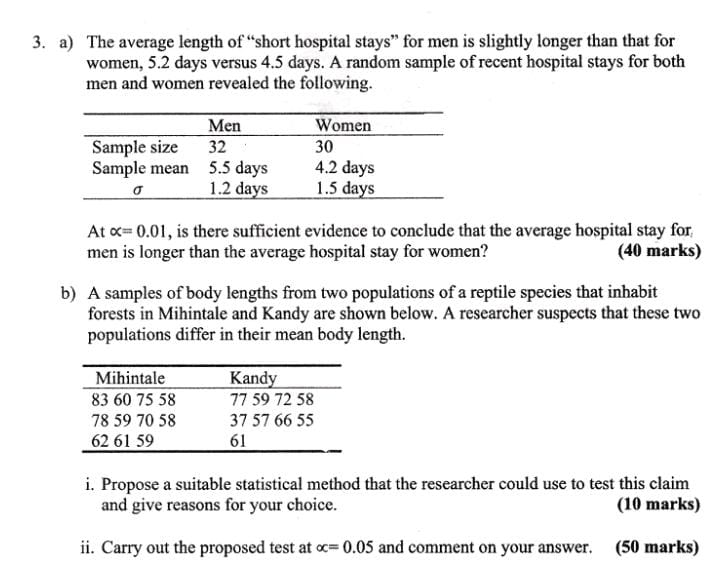 3. a) The average length of “short hospital stays” for men is slightly longer than that for
women, 5.2 days versus 4.5 days. A random sample of recent hospital stays for both
men and women revealed the following.
Men Women
Sample size 32 30
Sample mean 5.5 days 4.2 days
σ 1.2 days 1.5 days
At ∝= 0.01, is there sufficient evidence to conclude that the average hospital stay for
men is longer than the average hospital stay for women? (40 marks)
b) A samples of body lengths from two populations of a reptile species that inhabit
forests in Mihintale and Kandy are shown below. A researcher suspects that these two
populations differ in their mean body length.
Mihintale Kandy
83 60 75 58 77 59 72 58
78 59 70 58 37 57 66 55
62 61 59 61
i. Propose a suitable statistical method that the researcher could use to test this claim
and give reasons for your choice. (10 marks)
ii. Carry out the proposed test at ∝= 0.05 and comment on your answer. (50 marks)